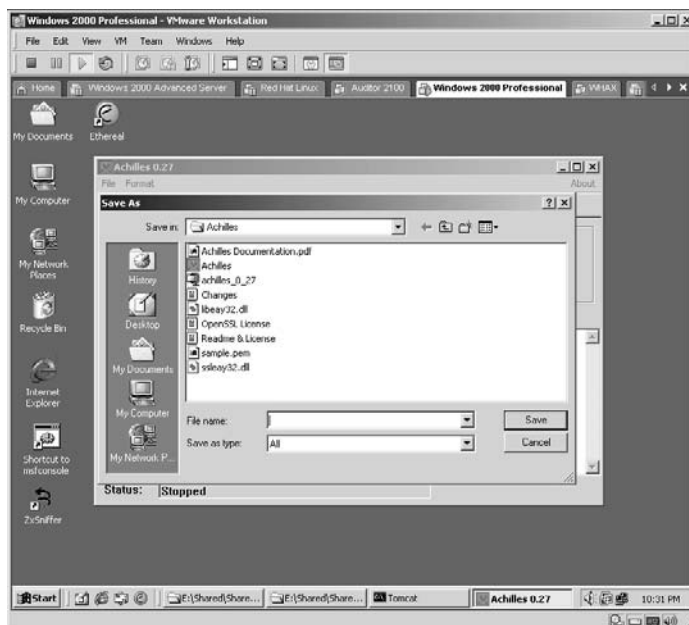 Windows 2000 Professional - VMware Workstation
File Edit View VM Team Windows Help
Home Windows 2000 Advanced Server Red Hat Linux Auditor 2100 Windows 2000 Professional WHAX
My Documents
Ethereal
My Computer
My Network Places
Recycle Bin
Internet Explorer
Shortcut to msfconsole
ZxSniffer
Achilles 0.27
File Format About
Save As
Save in: Achilles
History
Desktop
My Documents
My Computer
My Network P...
Achilles Documentation.pdf
Achilles
achilles_0_27
Changes
libeay32.dll
OpenSSL License
Readme & License
sample.pem
ssleay32.dll
File name: Save
Save as type: All Cancel
Status: Stopped
Start E:\Shared\Share... E:\Shared\Share... Tomcat Achilles 0.27 10:31 PM